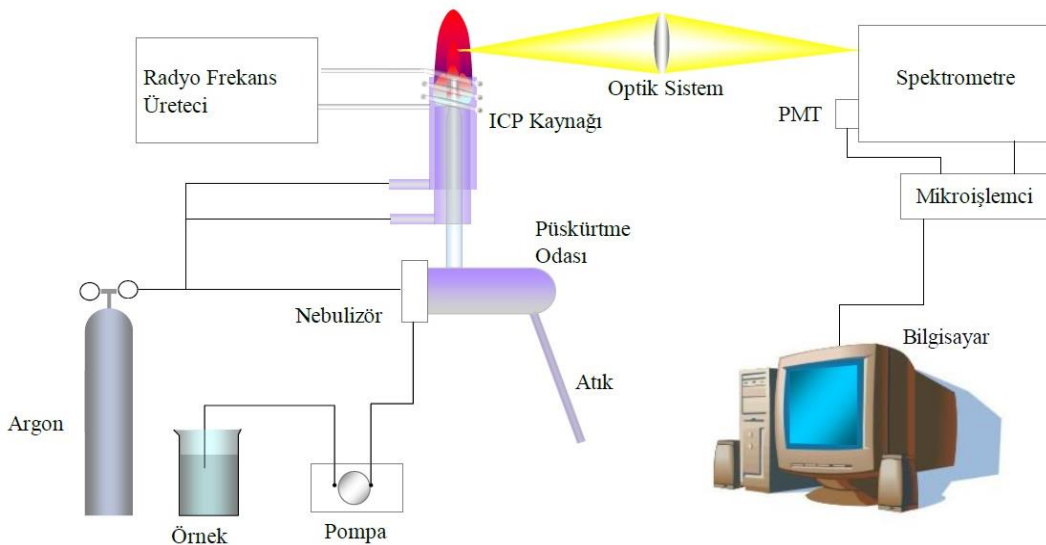 Radyo Frekans
Üreteci
ICP Kaynağı
Optik Sistem
Spektrometre
PMT
Mikroişlemci
Püskürtme
Odası
Nebulizör
Bilgisayar
Atık
Argon
Örnek
Pompa